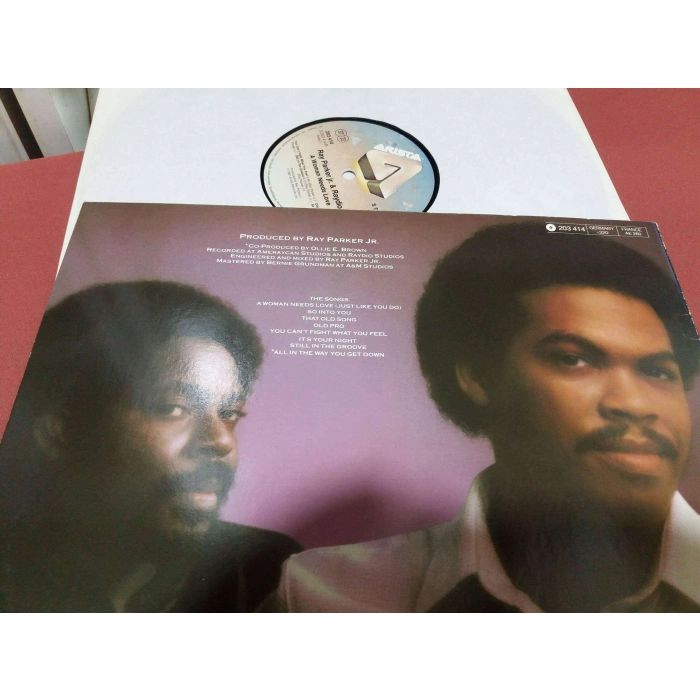 ARISTA
203 414
Ray Parker jr. & Raydio
A Woman Needs Love
203 414
GERMANY
FRANCE
PRODUCED BY RAY PARKER JR.
*CO-PRODUCED BY OLLIE E. BROWN
RECORDED AT AMERAYCAN STUDIOS AND RAYDIO STUDIOS
ENGINEERED AND MIXED BY RAY PARKER JR.
MASTERED BY BERNIE GRUNDMAN AT A&M STUDIOS
THE SONGS:
A WOMAN NEEDS LOVE (JUST LIKE YOU DO)
SO INTO YOU
THAT OLD SONG
OLD PRO
YOU CAN'T FIGHT WHAT YOU FEEL
IT'S YOUR NIGHT
STILL IN THE GROOVE
*ALL IN THE WAY YOU GET DOWN